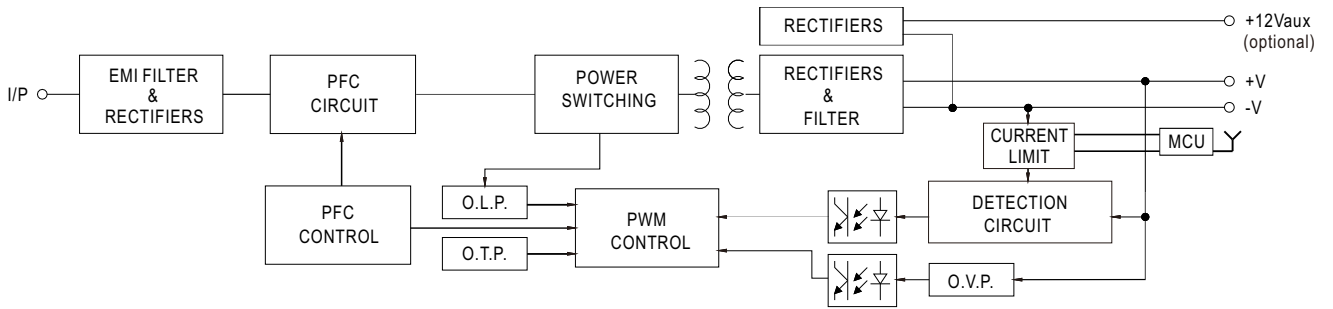 RECTIFIERS
+12Vaux
(optional)
I/P
EMI FILTER
&
RECTIFIERS
PFC
CIRCUIT
POWER
SWITCHING
RECTIFIERS
&
FILTER
+V
-V
CURRENT
LIMIT
MCU
PFC
CONTROL
O.L.P.
O.T.P.
PWM
CONTROL
DETECTION
CIRCUIT
O.V.P.